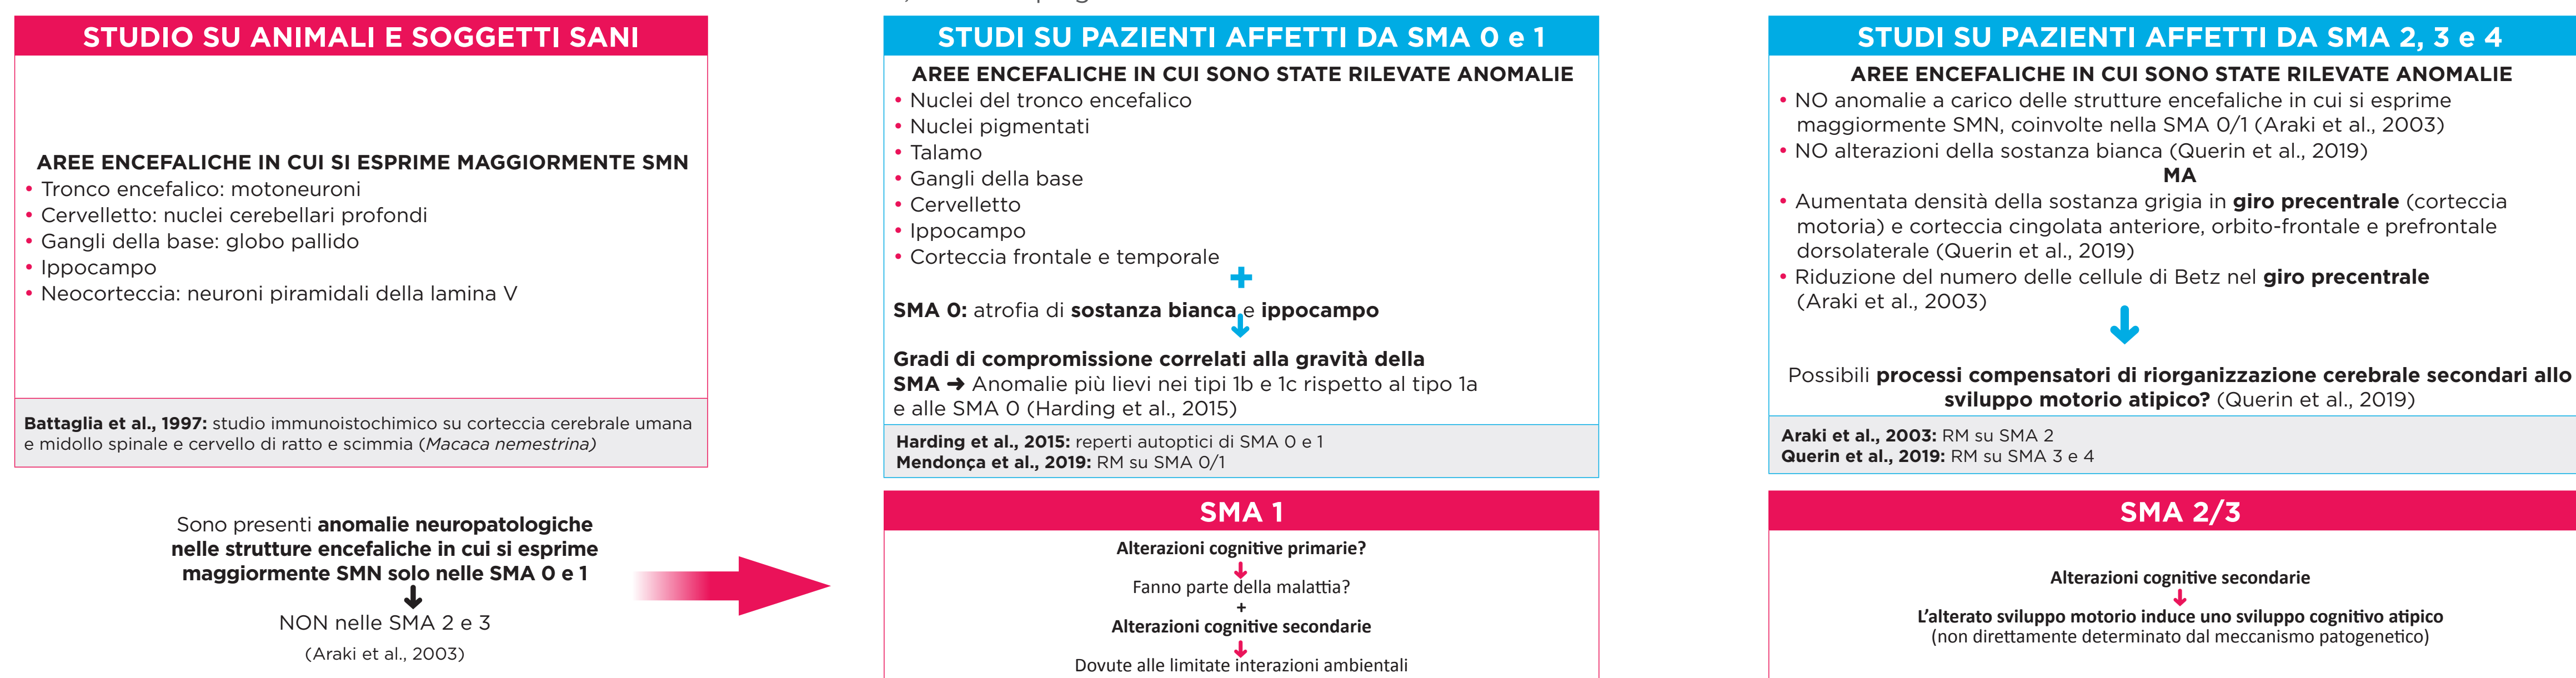 STUDIO SU ANIMALI E SOGGETTI SANI
AREE ENCEFALICHE IN CUI SI ESPRIME MAGGIORMENTE SMN
• Tronco encefalico: motoneuroni
• Cervelletto: nuclei cerebellari profondi
• Gangli della base: globo pallido
• Ippocampo
• Neocorteccia: neuroni piramidali della lamina V
Battaglia et al., 1997: studio immunoistochimico su corteccia cerebrale umana
e midollo spinale e cervello di ratto e scimmia (Macaca nemestrina)
Sono presenti anomalie neuropatologiche
nelle strutture encefaliche in cui si esprime
maggiormente SMN solo nelle SMA 0 e 1
NON nelle SMA 2 e 3
(Araki et al., 2003)
STUDI SU PAZIENTI AFFETTI DA SMA 0 e 1
AREE ENCEFALICHE IN CUI SONO STATE RILEVATE ANOMALIE
• Nuclei del tronco encefalico
• Nuclei pigmentati
• Talamo
• Gangli della base
• Cervelletto
• Ippocampo
• Corteccia frontale e temporale
+
SMA 0: atrofia di sostanza bianca e ippocampo
Gradi di compromissione correlati alla gravità della
SMA ➜ Anomalie più lievi nei tipi 1b e 1c rispetto al tipo 1a
e alle SMA 0 (Harding et al., 2015)
Harding et al., 2015: reperti autoptici di SMA 0 e 1
Mendonça et al., 2019: RM su SMA 0/1
SMA 1
Alterazioni cognitive primarie?
Fanno parte della malattia?
+
Alterazioni cognitive secondarie
Dovute alle limitate interazioni ambientali
STUDI SU PAZIENTI AFFETTI DA SMA 2, 3 e 4
AREE ENCEFALICHE IN CUI SONO STATE RILEVATE ANOMALIE
• NO anomalie a carico delle strutture encefaliche in cui si esprime
maggiormente SMN, coinvolte nella SMA 0/1 (Araki et al., 2003)
• NO alterazioni della sostanza bianca (Querin et al., 2019)
MA
• Aumentata densità della sostanza grigia in giro precentrale (corteccia
motoria) e corteccia cingolata anteriore, orbito-frontale e prefrontale
dorsolaterale (Querin et al., 2019)
• Riduzione del numero delle cellule di Betz nel giro precentrale
(Araki et al., 2003)
Possibili processi compensatori di riorganizzazione cerebrale secondari allo
sviluppo motorio atipico? (Querin et al., 2019)
Araki et al., 2003: RM su SMA 2
Querin et al., 2019: RM su SMA 3 e 4
SMA 2/3
Alterazioni cognitive secondarie
L'alterato sviluppo motorio induce uno sviluppo cognitivo atipico
(non direttamente determinato dal meccanismo patogenetico)